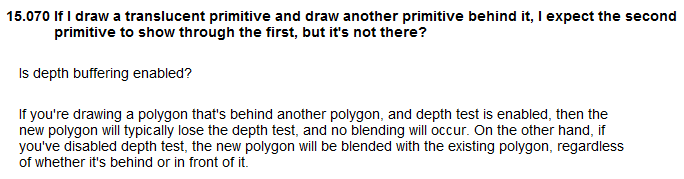 15.070 If I draw a translucent primitive and draw another primitive behind it, I expect the second
primitive to show through the first, but it's not there?
Is depth buffering enabled?
If you're drawing a polygon that's behind another polygon, and depth test is enabled, then the
new polygon will typically lose the depth test, and no blending will occur. On the other hand, if
you've disabled depth test, the new polygon will be blended with the existing polygon, regardless
of whether it's behind or in front of it.